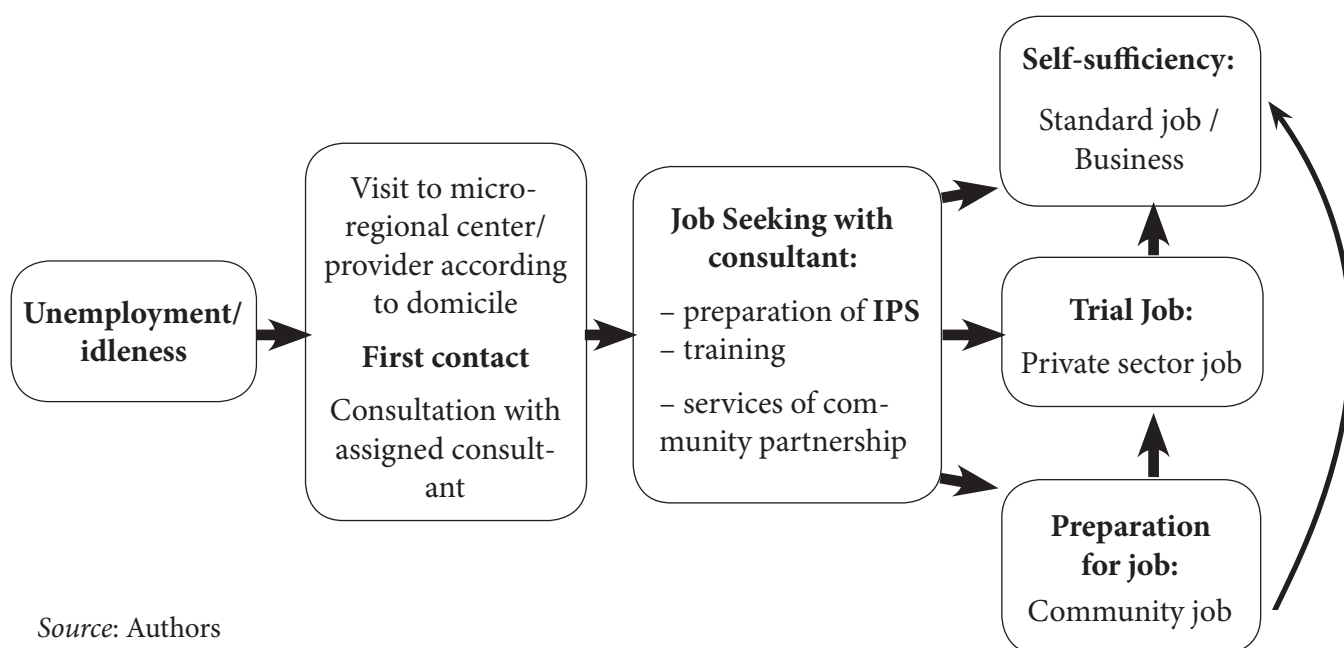 Unemployment/
idleness
Visit to micro-
regional center/
provider according
to domicile
First contact
Consultation with
assigned consult-
ant
Job Seeking with
consultant:
– preparation of IPS
– training
– services of com-
munity partnership
Self-sufficiency:
Standard job /
Business
Trial Job:
Private sector job
Preparation
for job:
Community job
Source: Authors